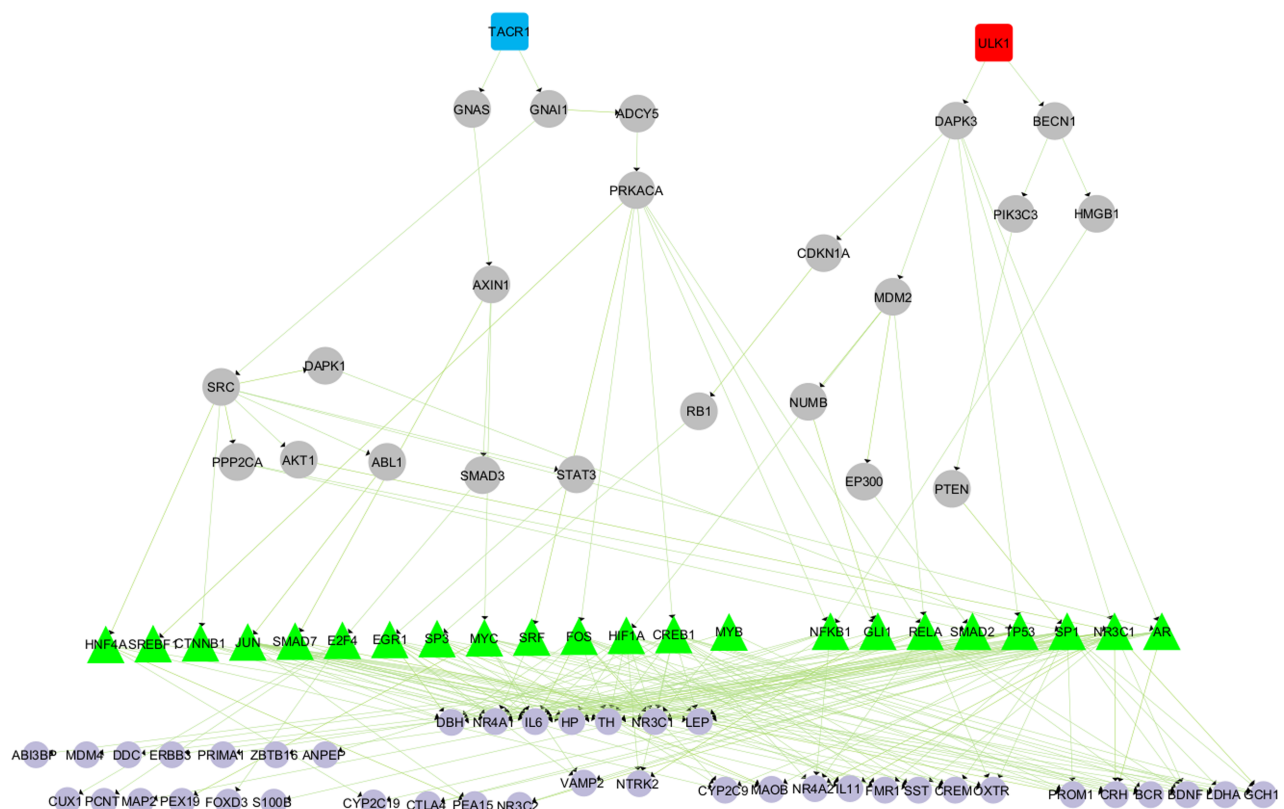 TACR1
ULK1
GNAS
GNAI1
ADCY5
DAPK3
BECN1
PRKACA
PIK3C3
HMGB1
CDKN1A
AXIN1
MDM2
DAPK1
SRC
RB1
NUMB
PPP2CA
AKT1
ABL1
SMAD3
STAT3
EP300
PTEN
HNF4A
SREBF1
CTNNB1
JUN
SMAD7
E2F4
EGR1
SP3
MYC
SRF
FOS
HIF1A
CREB1
MYB
NFKB1
GLI1
RELA
SMAD2
TP53
SP1
NR3C1
AR
DBH
NR4A1
IL6
HP
TH
NR3C1
LEP
ABI3BP
MDM4
DDC
ERBB3
PRIMA1
ZBTB16
ANPEP
VAMP2
NTRK2
CYP2C9
MAOB
NR4A2
IL11
FMR1
SST
CREM
OXTR
PROM1
CRH
BCR
BDNF
LDHA
GCH1
CUX1
PCNT
MAP2
PEX19
FOXD3
S100B
CYP2C19
CTLA4
PEA15
NR3C2